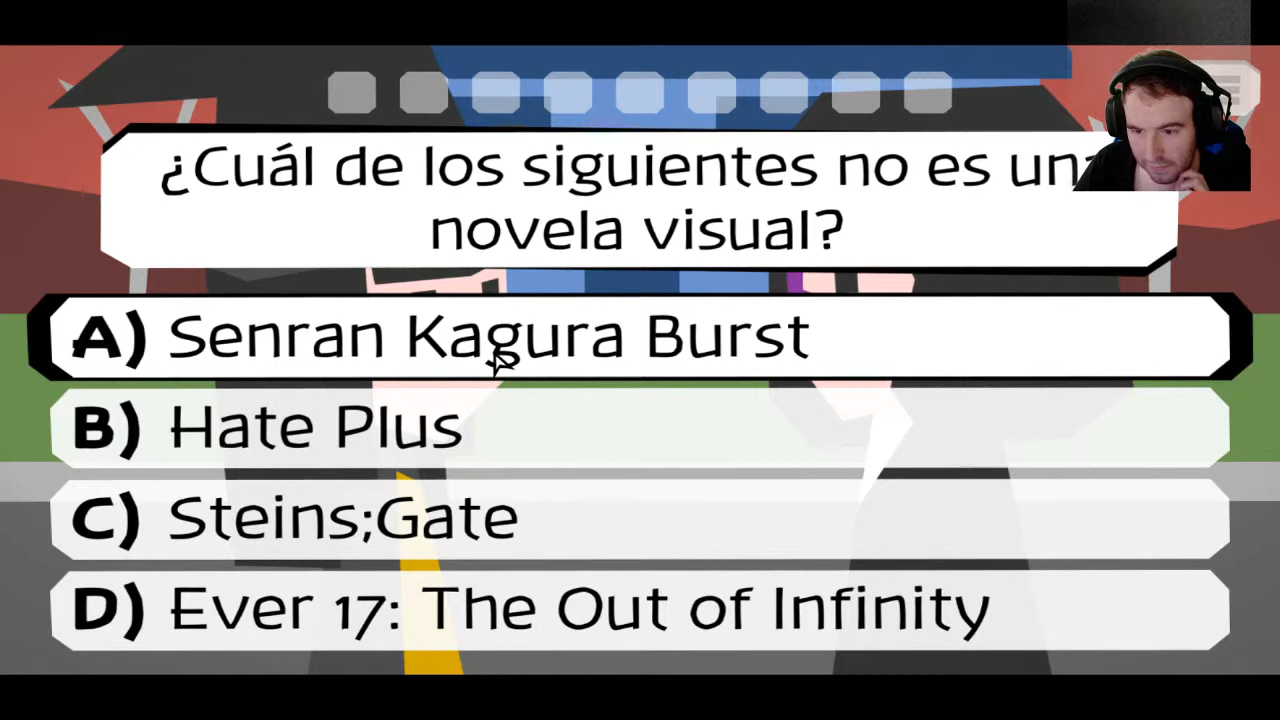 ¿Cuál de los siguientes no es una
novela visual?
A) Senran Kagura Burst
B) Hate Plus
C) Steins;Gate
D) Ever 17: The Out of Infinity